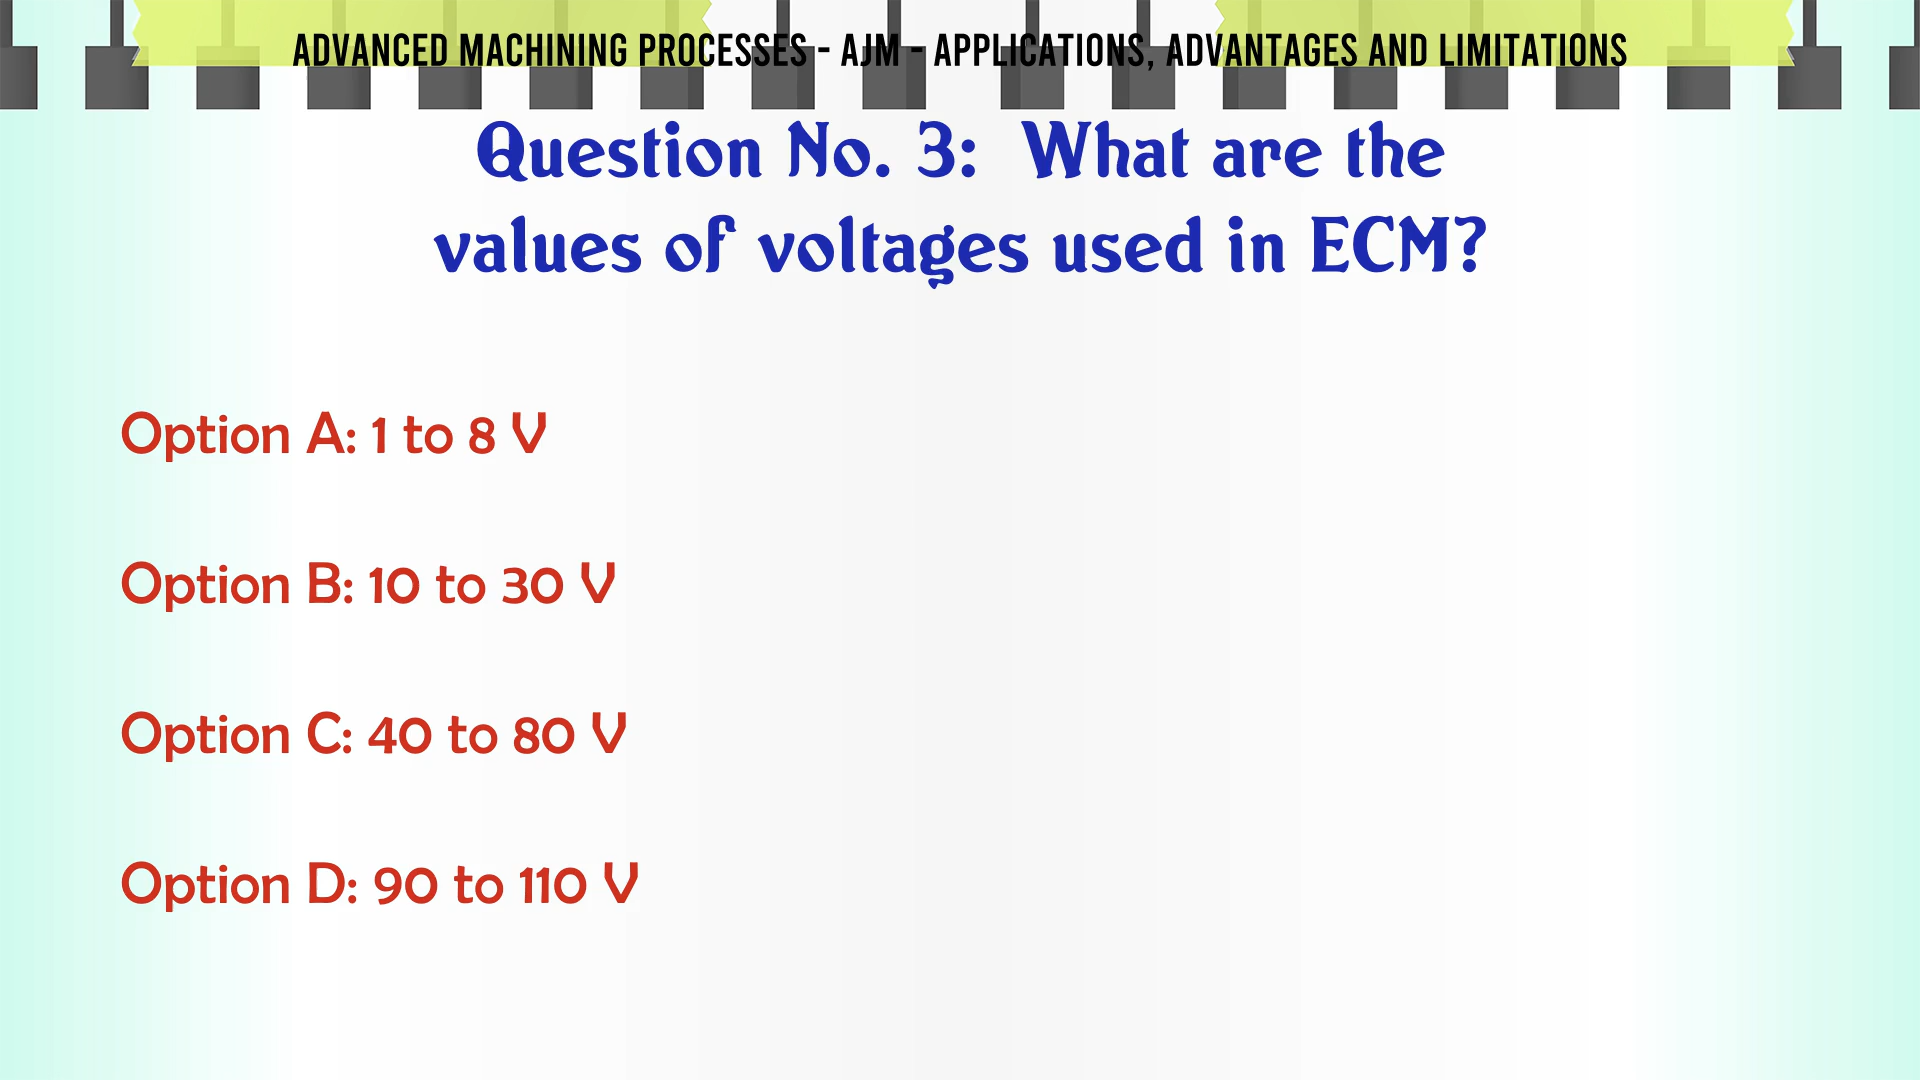 ADVANCED MACHINING PROCESSES - AJM - APPLICATIONS, ADVANTAGES AND LIMITATIONS
Question No. 3: What are the
values of voltages used in ECM?
Option A: 1 to 8 V
Option B: 10 to 30 V
Option C: 40 to 80 V
Option D: 90 to 110 V